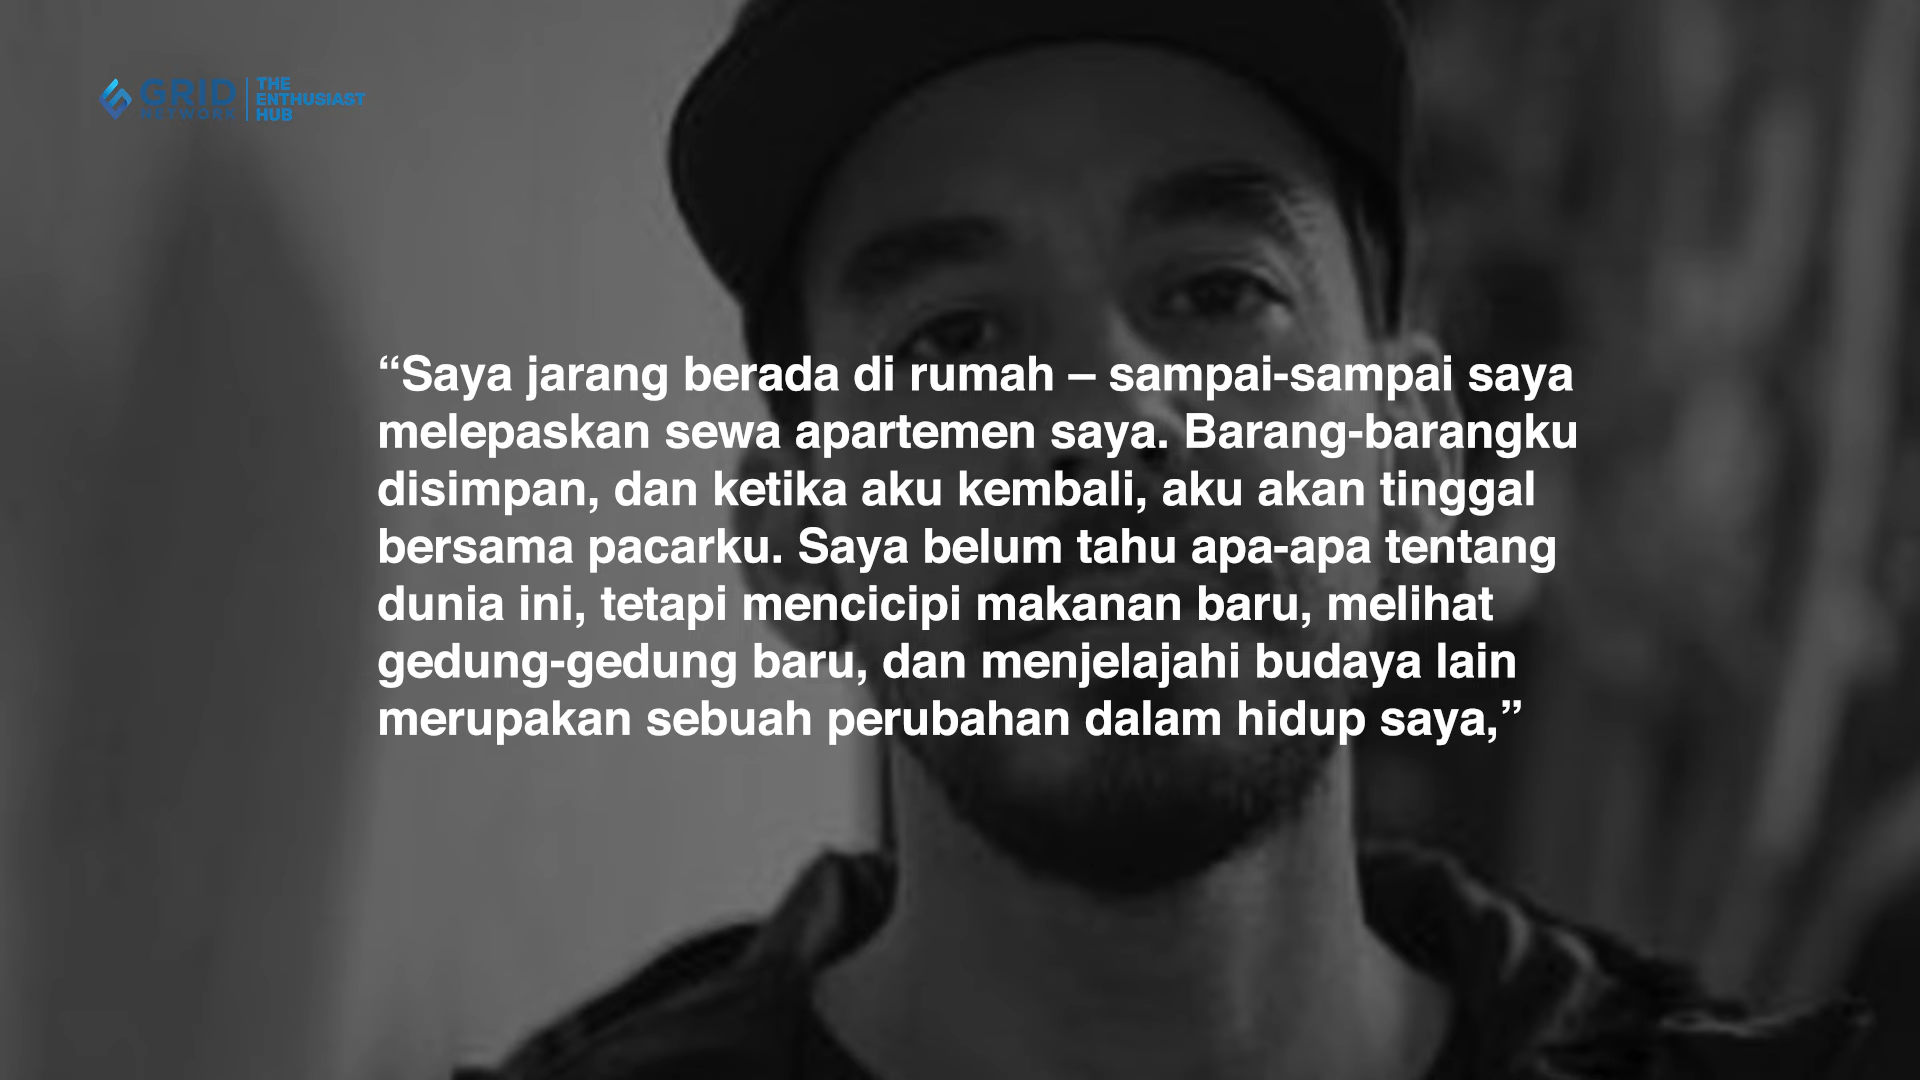 GRID
NETWORK
THE
ENTHUSIAST
HUB
“Saya jarang berada di rumah – sampai-sampai saya
melepaskan sewa apartemen saya. Barang-barangku
disimpan, dan ketika aku kembali, aku akan tinggal
bersama pacarku. Saya belum tahu apa-apa tentang
dunia ini, tetapi mencicipi makanan baru, melihat
gedung-gedung baru, dan menjelajahi budaya lain
merupakan sebuah perubahan dalam hidup saya,”